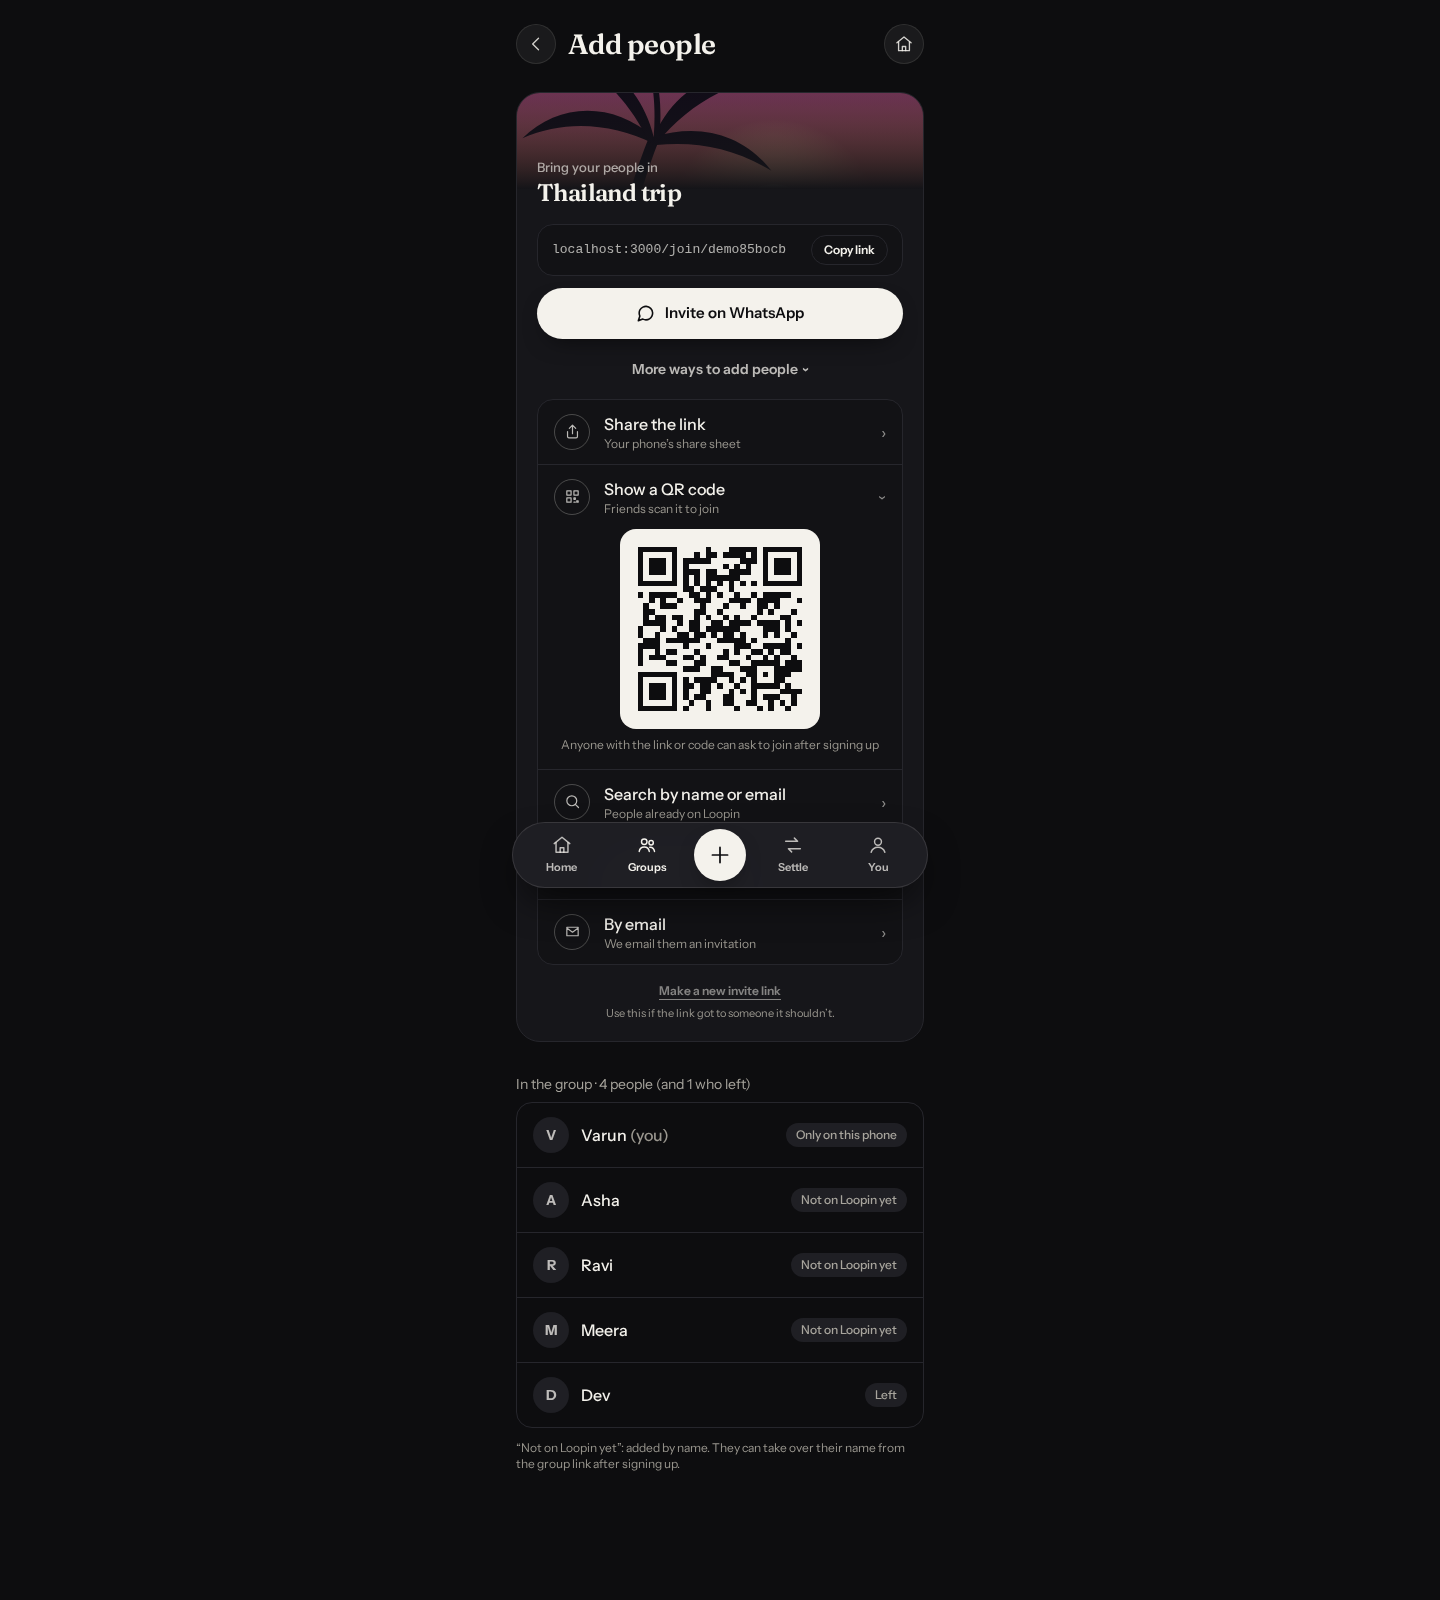 Add people
Bring your people in
Thailand trip
localhost:3000/join/demo85bocb
Copy link
Invite on WhatsApp
More ways to add people
Share the link
Your phone's share sheet
Show a QR code
Friends scan it to join
Anyone with the link or code can ask to join after signing up
Search by name or email
People already on Loopin
Home
Groups
Settle
You
By email
We email them an invitation
Make a new invite link
Use this if the link got to someone it shouldn't.
In the group · 4 people (and 1 who left)
V
Varun (you)
Only on this phone
A
Asha
Not on Loopin yet
R
Ravi
Not on Loopin yet
M
Meera
Not on Loopin yet
D
Dev
Left
“Not on Loopin yet”: added by name. They can take over their name from
the group link after signing up.